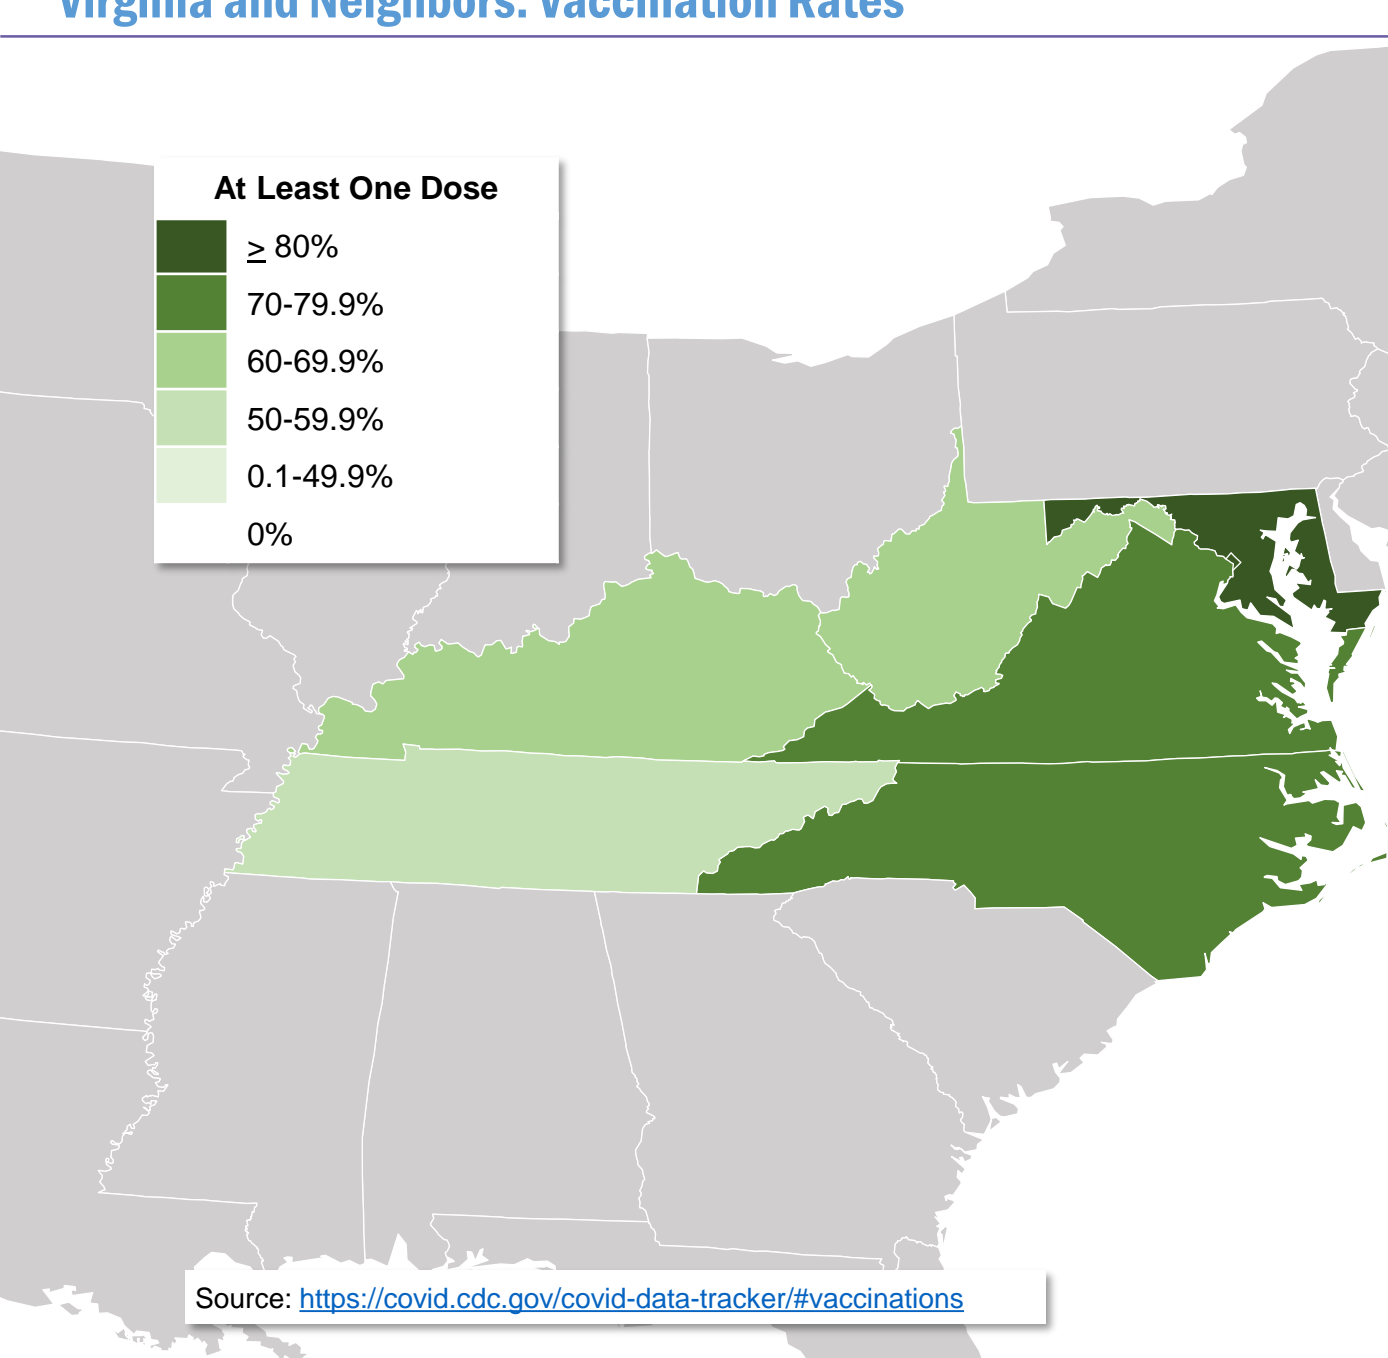 Virginia and Neighbors: Vaccination Rates
At Least One Dose
≥ 80%
70-79.9%
60-69.9%
50-59.9%
0.1-49.9%
0%
Source: https://covid.cdc.gov/covid-data-tracker/#vaccinations